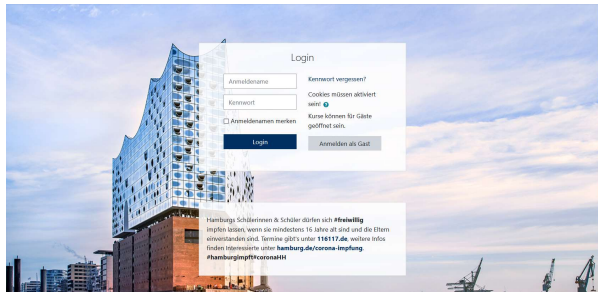 Login
Anmeldename
Kennwort
Anmeldenamen merken
Login
Kennwort vergessen?
Cookies müssen aktiviert
sein!
Kurse können für Gäste
geöffnet sein.
Anmelden als Gast
Hamburgs Schülerinnen & Schüler dürfen sich #freiwillig
impfen lassen, wenn sie mindestens 16 Jahre alt sind und die Eltern
einverstanden sind. Termine gibt's unter 116117.de, weitere Infos
finden Interessierte unter hamburg.de/corona-impfung.
#hamburgimpft#coronaHH